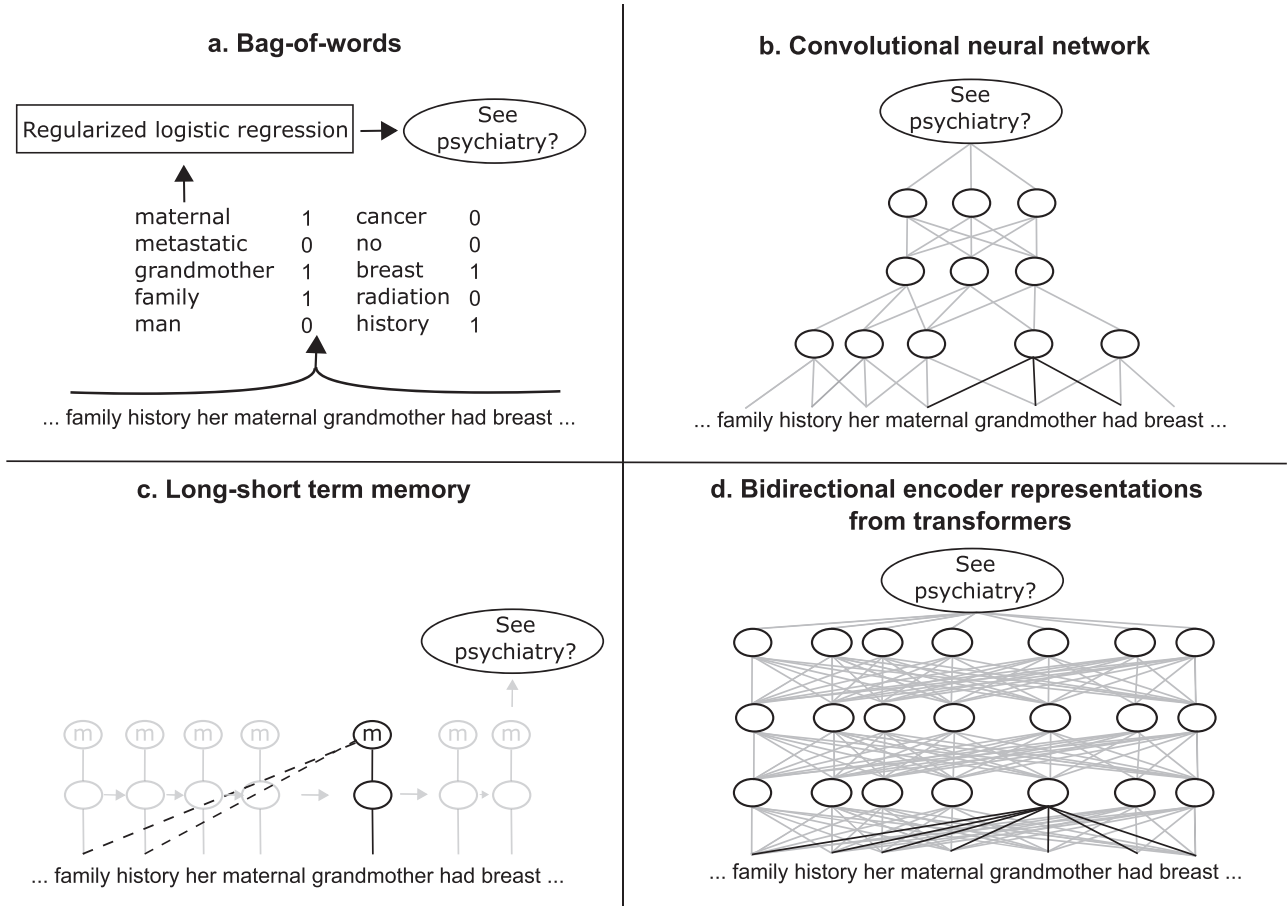 a. Bag-of-words
Regularized logistic regression
See
psychiatry?
maternal 1 cancer 0
metastatic 0 no 0
grandmother 1 breast 1
family 1 radiation 0
man 0 history 1
... family history her maternal grandmother had breast ...
b. Convolutional neural network
See
psychiatry?
... family history her maternal grandmother had breast ...
c. Long-short term memory
See
psychiatry?
m m m m m m m
... family history her maternal grandmother had breast ...
d. Bidirectional encoder representations
from transformers
See
psychiatry?
... family history her maternal grandmother had breast ...